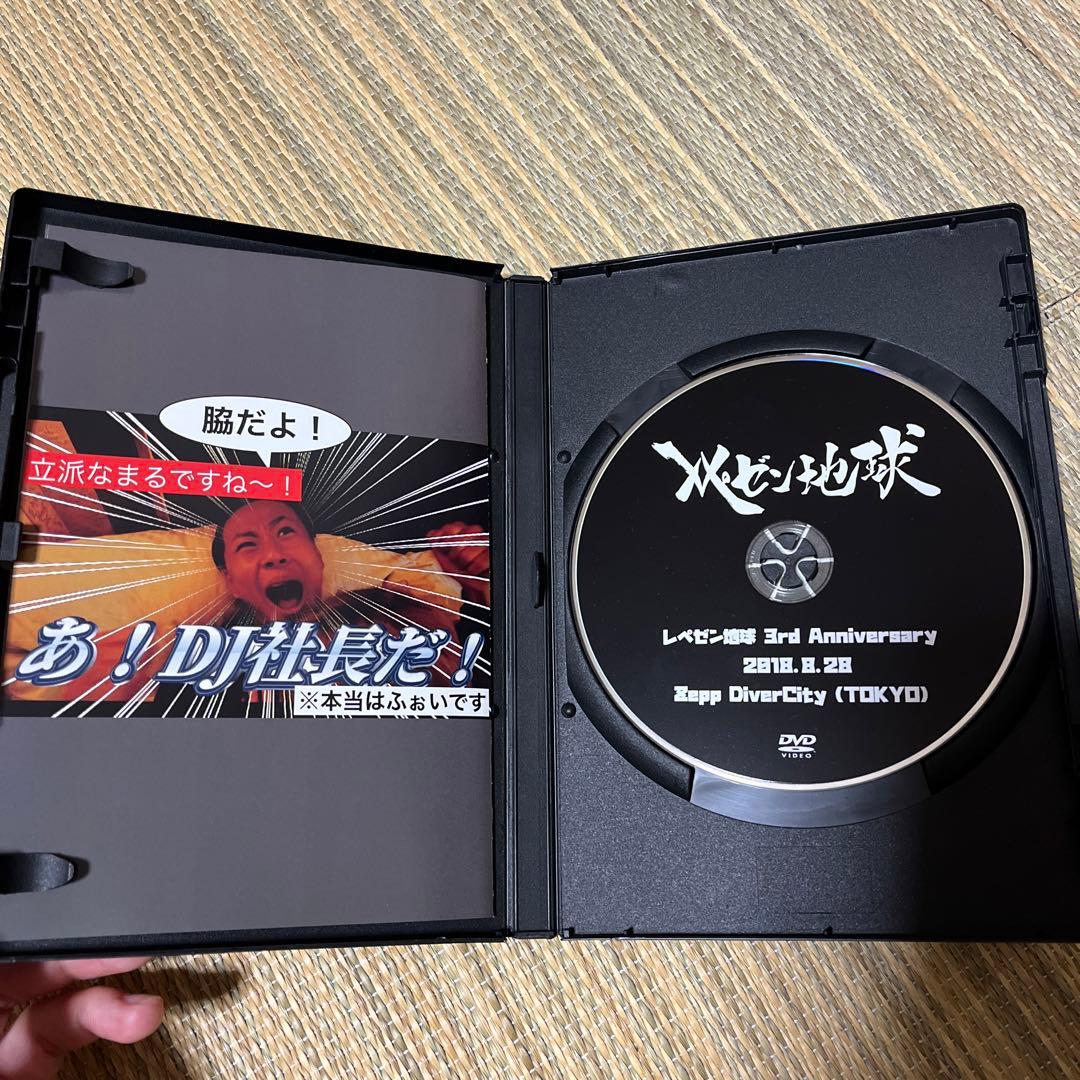 脇だよ！
立派なまるですね～！
あ！DJ社長だ！
※本当はふぉいです
レペゼン地球
レペゼン地球 3rd Anniversary
2018.8.28
Zepp DiverCity (TOKYO)
DVD
VIDEO